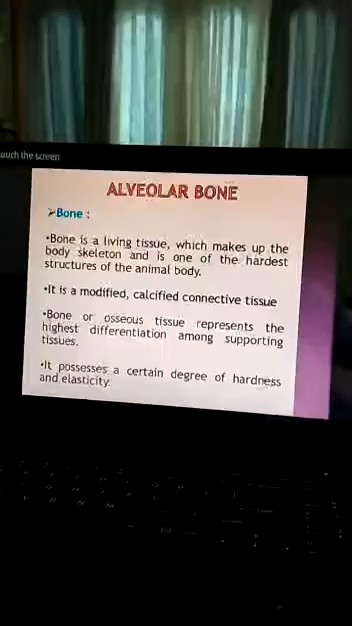 ouch the screen
ALVEOLAR BONE
➢Bone :
•Bone is a living tissue, which makes up the
body skeleton and is one of the hardest
structures of the animal body.
•It is a modified, calcified connective tissue
•Bone or osseous tissue represents the
highest differentiation among supporting
tissues.
•It possesses a certain degree of hardness
and elasticity.